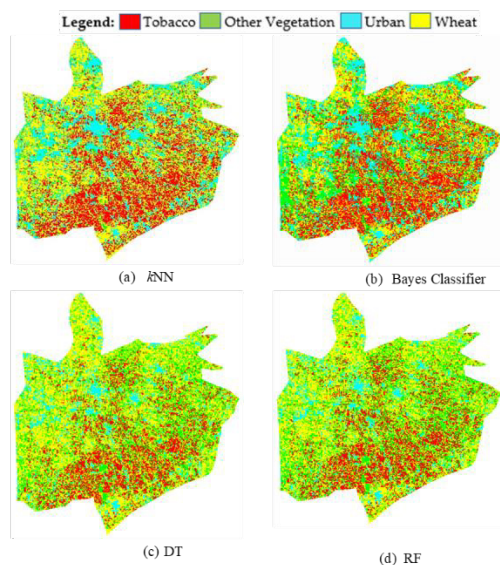 Legend: Tobacco Other Vegetation Urban Wheat
(a) kNN
(b) Bayes Classifier
(c) DT
(d) RF